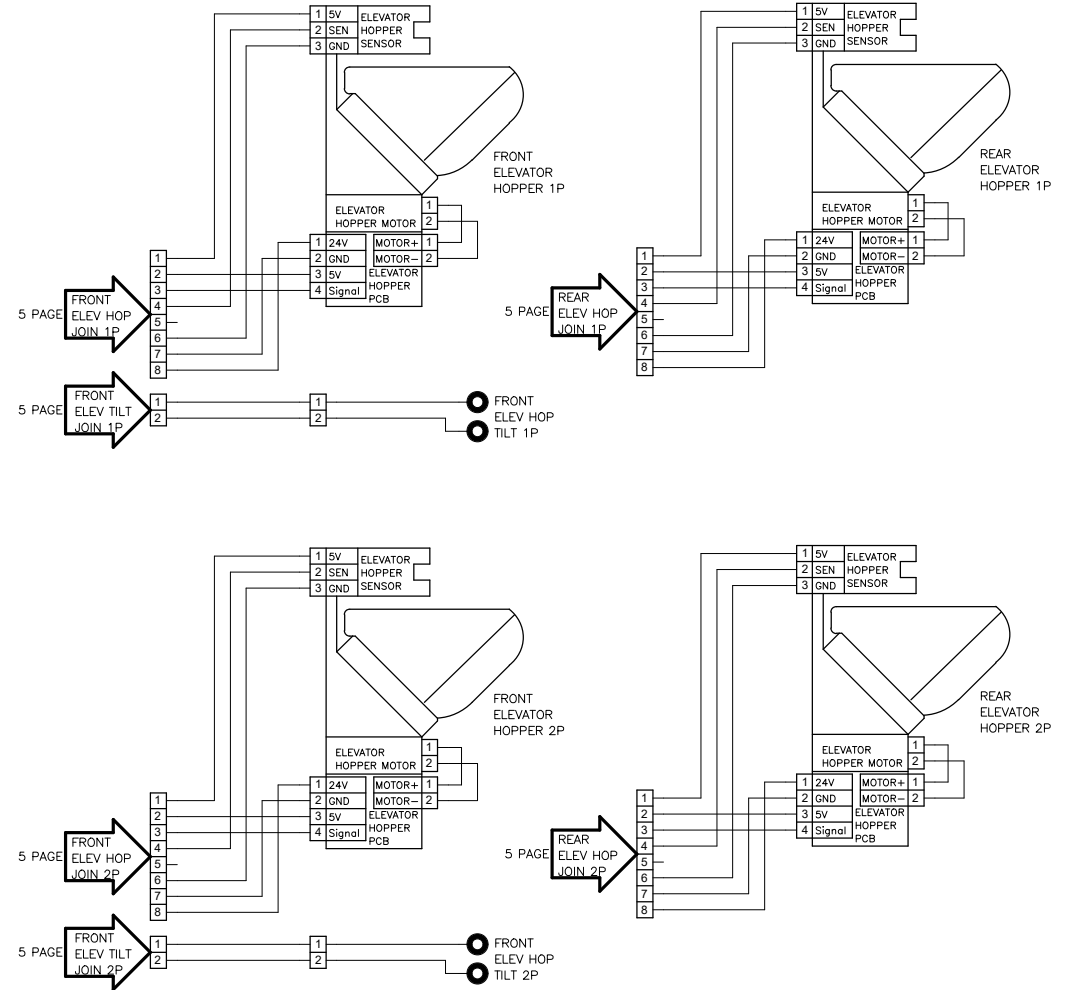 1 5V ELEVATOR
2 SEN HOPPER
3 GND SENSOR
FRONT
ELEVATOR
HOPPER 1P
ELEVATOR
HOPPER MOTOR
1
2
1 24V MOTOR+ 1
2 GND MOTOR- 2
3 5V ELEVATOR
4 Signal HOPPER
PCB
1
2
3
4
5
6
7
8
5 PAGE
FRONT
ELEV HOP
JOIN 1P
5 PAGE
FRONT
ELEV TILT
JOIN 1P
1 1
2 2
FRONT
ELEV HOP
TILT 1P
1 5V ELEVATOR
2 SEN HOPPER
3 GND SENSOR
REAR
ELEVATOR
HOPPER 1P
ELEVATOR
HOPPER MOTOR
1
2
1 24V MOTOR+ 1
2 GND MOTOR- 2
3 5V ELEVATOR
4 Signal HOPPER
PCB
1
2
3
4
5
6
7
8
5 PAGE
REAR
ELEV HOP
JOIN 1P
1 5V ELEVATOR
2 SEN HOPPER
3 GND SENSOR
FRONT
ELEVATOR
HOPPER 2P
ELEVATOR
HOPPER MOTOR
1
2
1 24V MOTOR+ 1
2 GND MOTOR- 2
3 5V ELEVATOR
4 Signal HOPPER
PCB
1
2
3
4
5
6
7
8
5 PAGE
FRONT
ELEV HOP
JOIN 2P
5 PAGE
FRONT
ELEV TILT
JOIN 2P
1 1
2 2
FRONT
ELEV HOP
TILT 2P
1 5V ELEVATOR
2 SEN HOPPER
3 GND SENSOR
REAR
ELEVATOR
HOPPER 2P
ELEVATOR
HOPPER MOTOR
1
2
1 24V MOTOR+ 1
2 GND MOTOR- 2
3 5V ELEVATOR
4 Signal HOPPER
PCB
1
2
3
4
5
6
7
8
5 PAGE
REAR
ELEV HOP
JOIN 2P